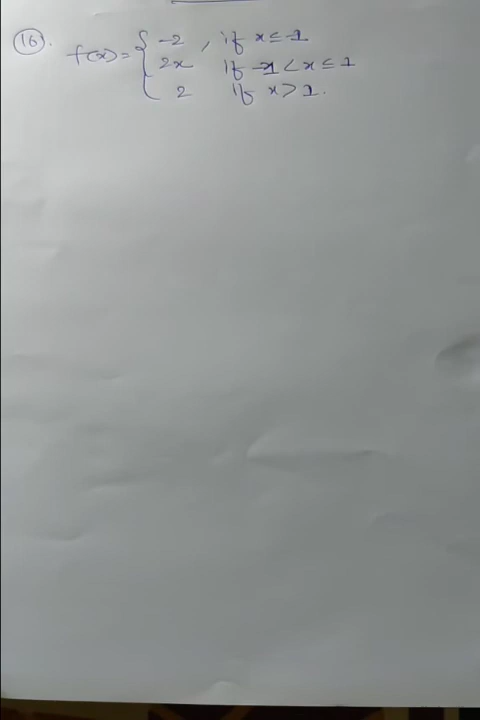 (16). f(x) = { -2 , if x ≤ -1
2x if -1 < x ≤ 1
2 if x > 1.